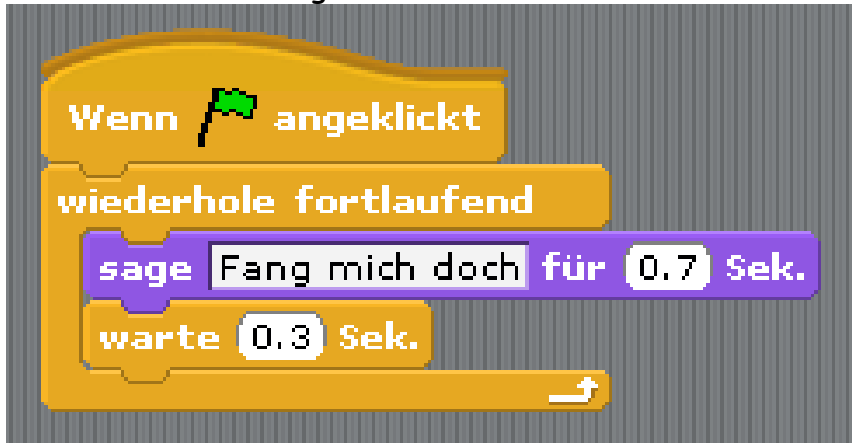 Wenn angeklickt
wiederhole fortlaufend
sage Fang mich doch für 0.7 Sek.
warte 0.3 Sek.